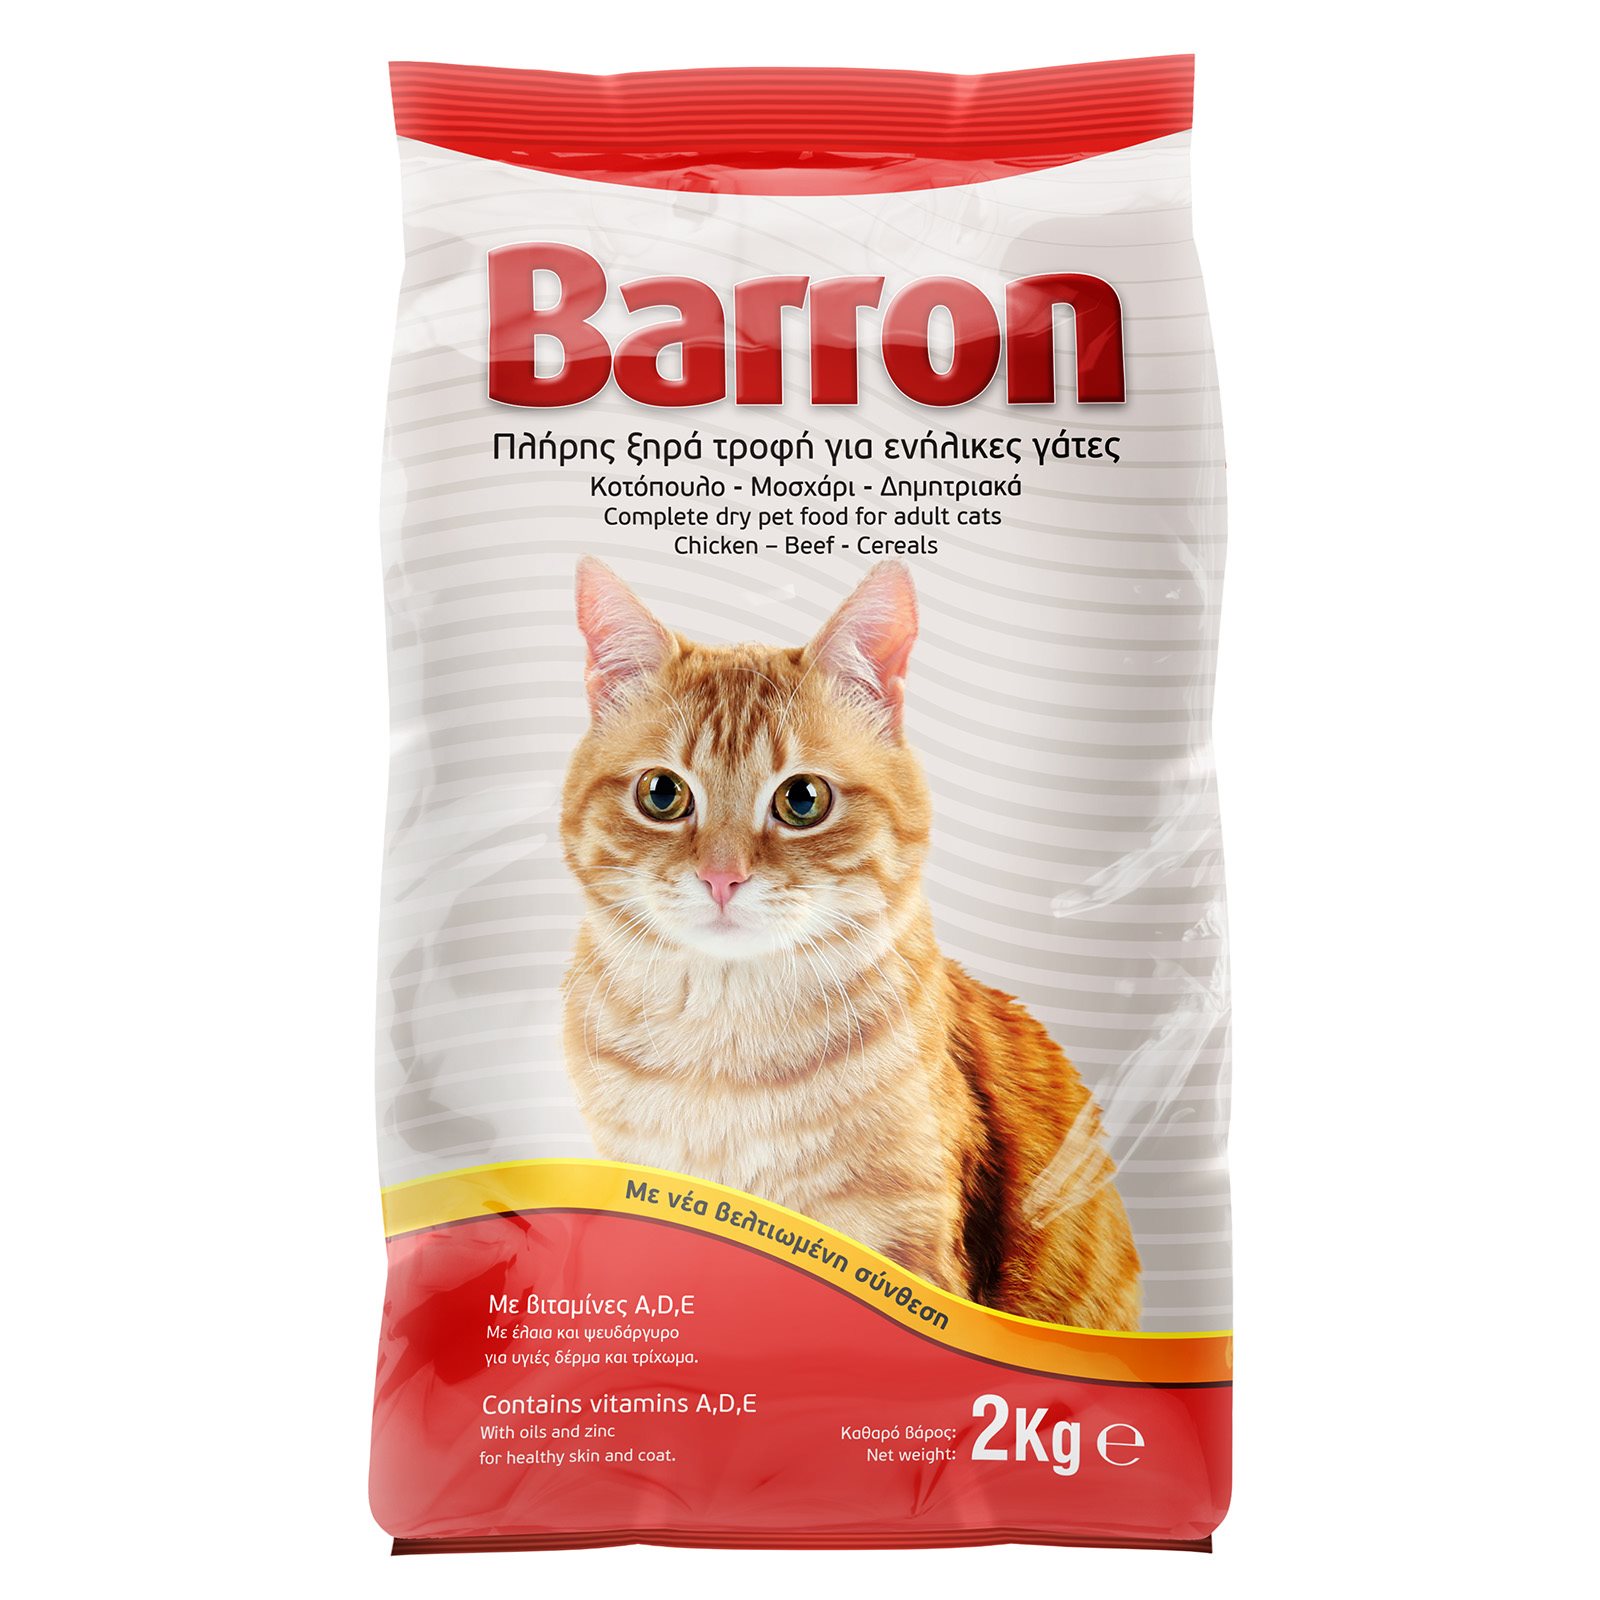 Barron
Πλήρης ξηρά τροφή για ενήλικες γάτες
Κοτόπουλο - Μοσχάρι - Δημητριακά
Complete dry pet food for adult cats
Chicken – Beef - Cereals
Με νέα βελτιωμένη σύνθεση
Με βιταμίνες A,D,E
Με έλαια και ψευδάργυρο
για υγιές δέρμα και τρίχωμα.
Contains vitamins A,D,E
With oils and zinc
for healthy skin and coat.
Καθαρό βάρος:
Net weight:
2Kg ℮